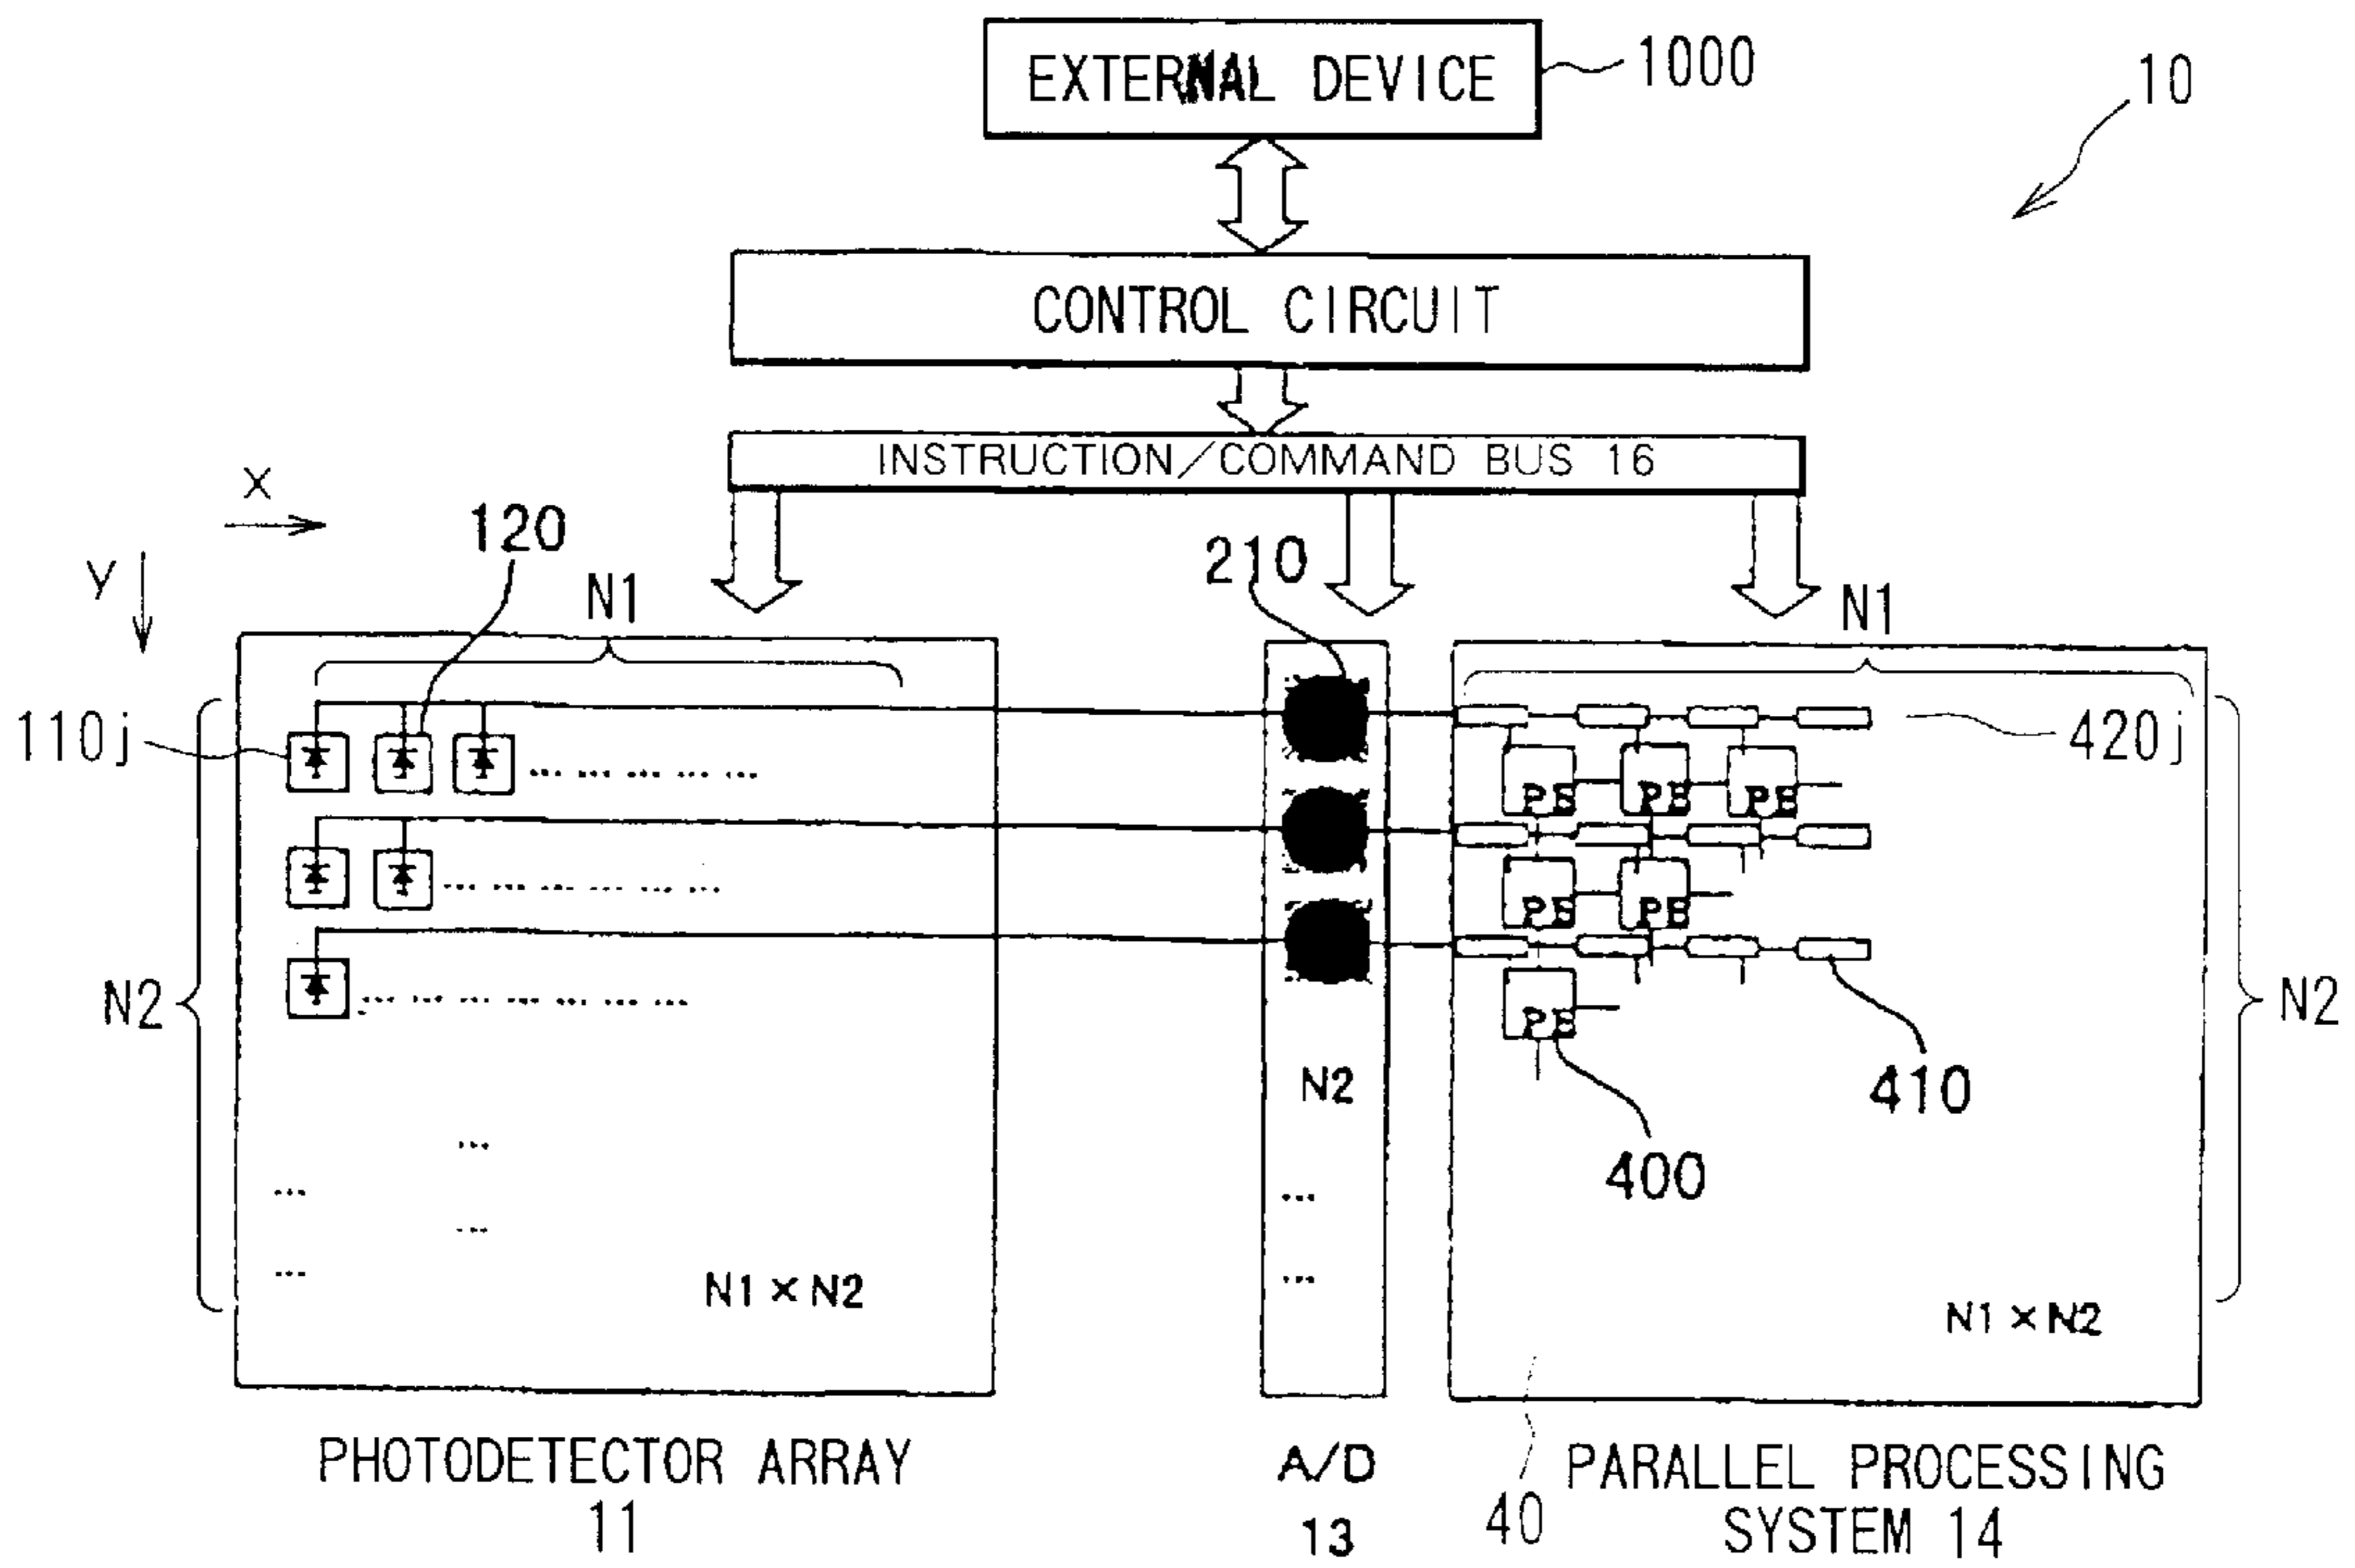 EXTERNAL DEVICE
1000
10
CONTROL CIRCUIT
INSTRUCTION/COMMAND BUS 16
X
Y
120
210
N1
N1
110j
420j
PE PE PE
PE PE
PE
N2
N2
N2
410
400
N1 × N2
N1 × N2
PHOTODETECTOR ARRAY
11
A/D
13
40
PARALLEL PROCESSING
SYSTEM 14